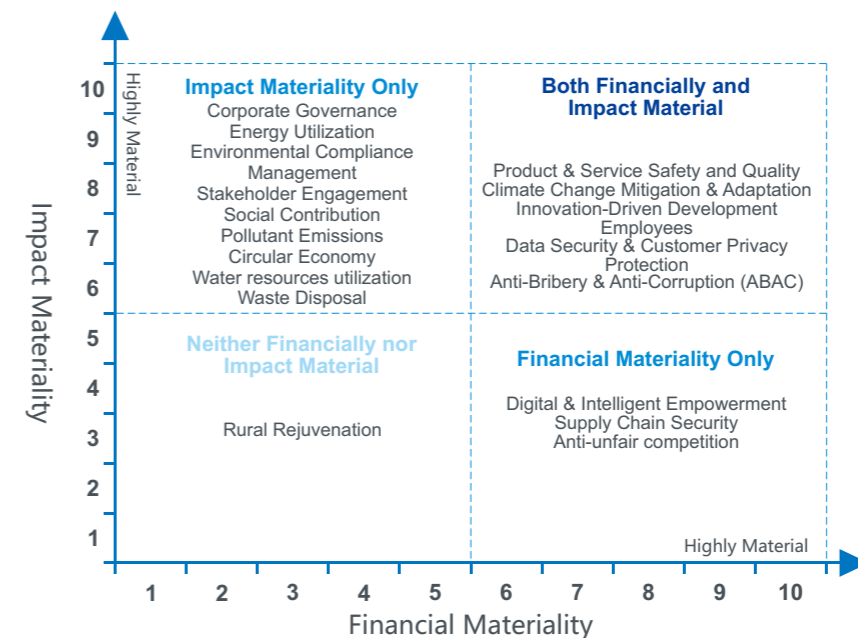 Impact Materiality
10
9
8
7
6
5
4
3
2
1
Highly Material
Impact Materiality Only
Corporate Governance
Energy Utilization
Environmental Compliance
Management
Stakeholder Engagement
Social Contribution
Pollutant Emissions
Circular Economy
Water resources utilization
Waste Disposal
Both Financially and
Impact Material
Product & Service Safety and Quality
Climate Change Mitigation & Adaptation
Innovation-Driven Development
Employees
Data Security & Customer Privacy
Protection
Anti-Bribery & Anti-Corruption (ABAC)
Neither Financially nor
Impact Material
Rural Rejuvenation
Financial Materiality Only
Digital & Intelligent Empowerment
Supply Chain Security
Anti-unfair competition
Highly Material
1 2 3 4 5 6 7 8 9 10
Financial Materiality